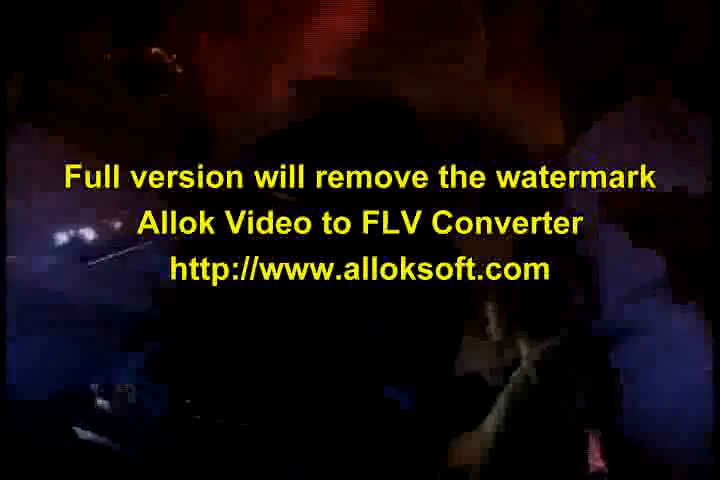 Full version will remove the watermark
Allok Video to FLV Converter
http://www.alloksoft.com